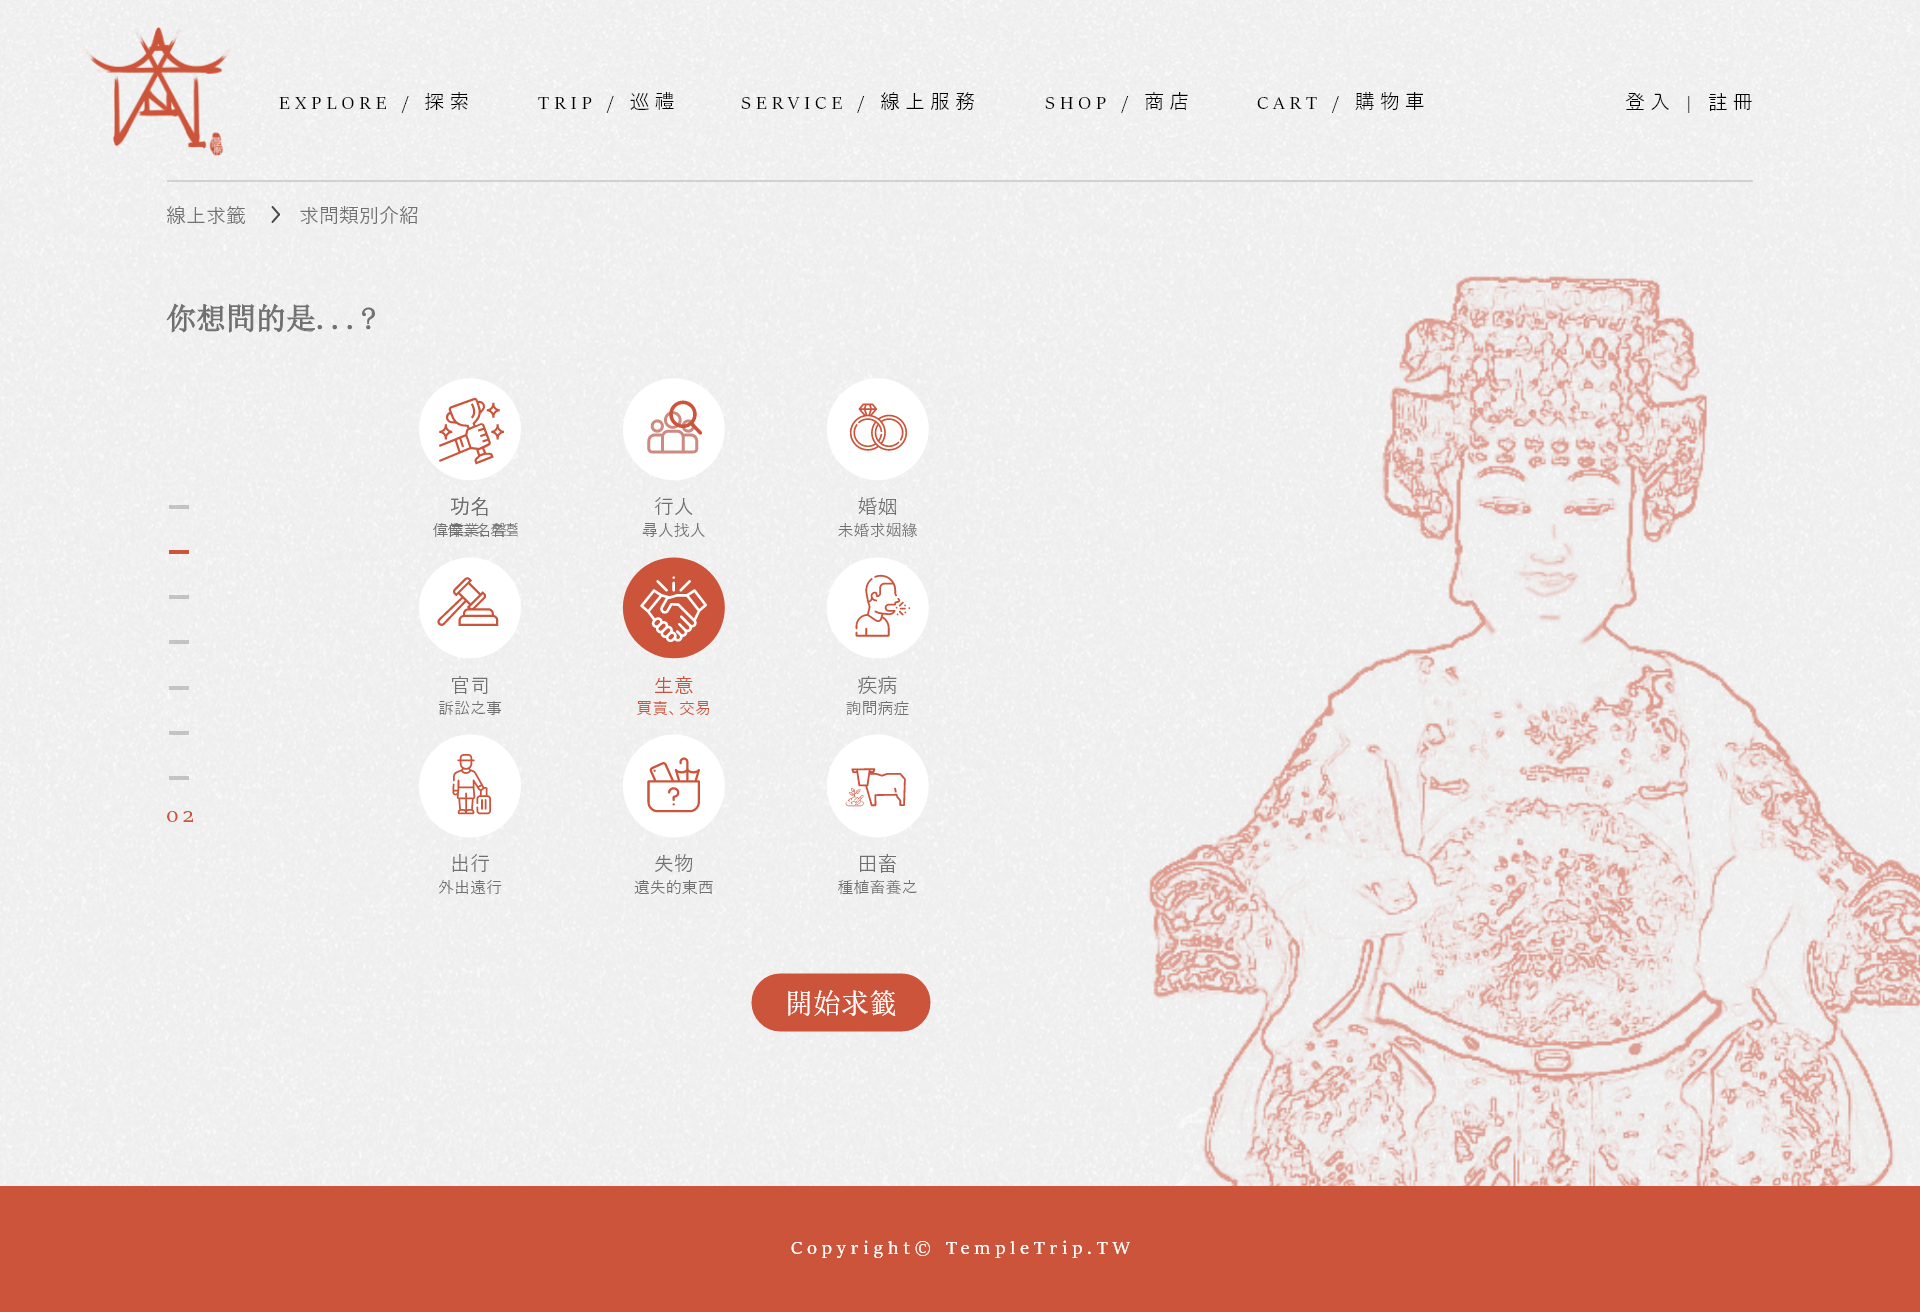 EXPLORE / 探索 TRIP / 巡禮 SERVICE / 線上服務 SHOP / 商店 CART / 購物車 登入 | 註冊
線上求籤 > 求問類別介紹
你想問的是...?
功名 行人 婚姻
尋人找人 未婚求姻緣
官司 生意 疾病
訴訟之事 買賣、交易 詢問病症
02
出行 失物 田畜
外出遠行 遺失的東西 種植畜養之
開始求籤
Copyright© TempleTrip.TW